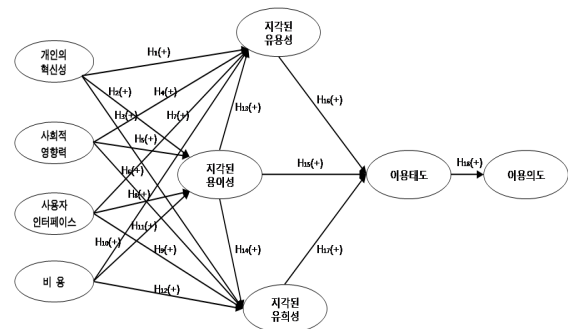 지각된
유용성
개인의
혁신성
H1(+)
H2(+)
H3(+)
H4(+)
H7(+)
H13(+)
H16(+)
사회적
영향력
H5(+)
H6(+)
H8(+)
지각된
용이성
H15(+)
이용태도
H18(+)
이용의도
사용자
인터페이스
H10(+)
H9(+)
H11(+)
H14(+)
H17(+)
비 용
H12(+)
지각된
유희성